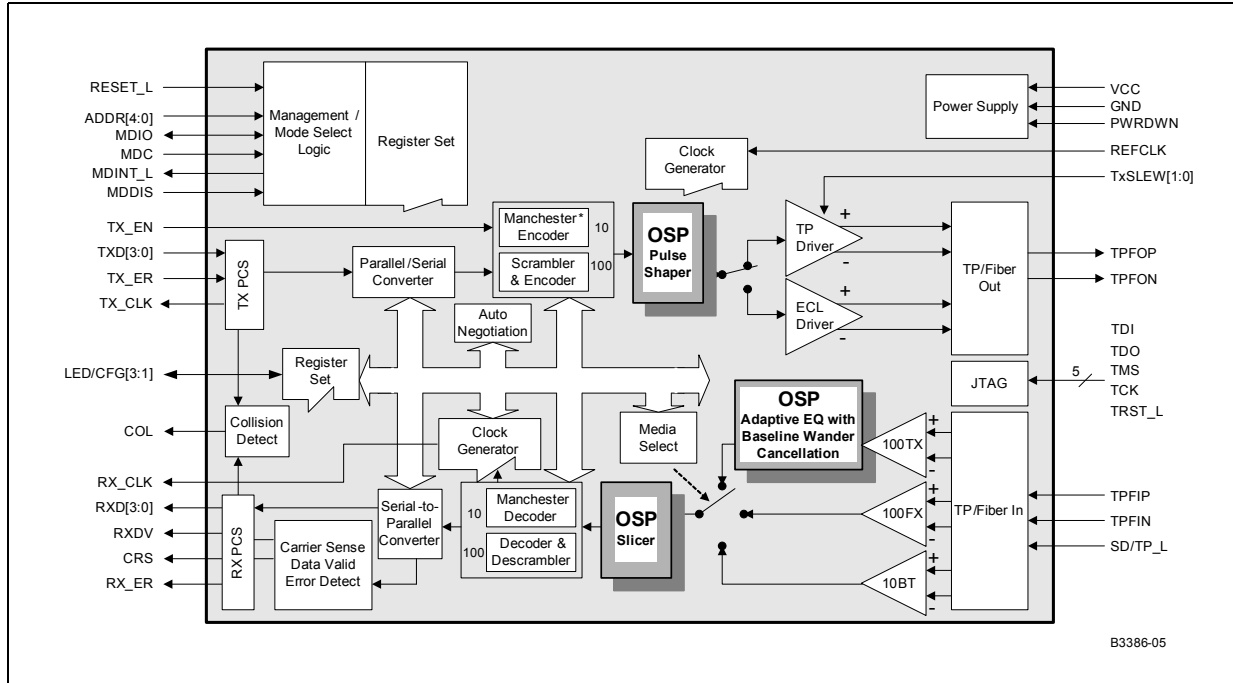 RESET_L
ADDR[4:0]
MDIO
MDC
MDINT_L
MDDIS
TX_EN
TXD[3:0]
TX_ER
TX_CLK
LED/CFG[3:1]
COL
RX_CLK
RXD[3:0]
RXDV
CRS
RX_ER
Management /
Mode Select
Logic
Register Set
TX PCS
Parallel/Serial
Converter
Manchester*
Encoder
10
Scrambler
& Encoder
100
OSP
Pulse
Shaper
Clock
Generator
Power Supply
VCC
GND
PWRDWN
REFCLK
TxSLEW[1:0]
TP
Driver
+
-
ECL
Driver
+
-
TP/Fiber
Out
TPFOP
TPFON
Auto
Negotiation
Register
Set
Collision
Detect
Clock
Generator
Media
Select
OSP
Adaptive EQ with
Baseline Wander
Cancellation
JTAG
5
TDI
TDO
TMS
TCK
TRST_L
RX PCS
Carrier Sense
Data Valid
Error Detect
Serial-to-
Parallel
Converter
10
Manchester
Decoder
100
Decoder &
Descrambler
OSP
Slicer
100TX
+
-
100FX
+
-
10BT
+
-
TP/Fiber In
TPFIP
TPFIN
SD/TP_L
B3386-05